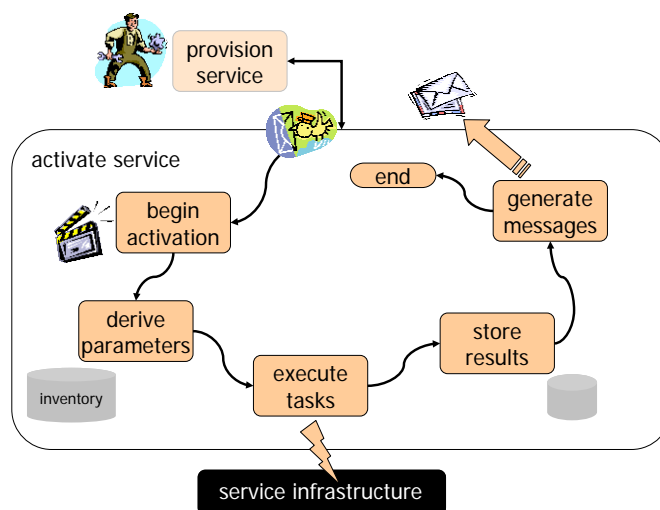 provision
service
activate service
end
begin
activation
generate
messages
derive
parameters
store
results
execute
tasks
inventory
service infrastructure